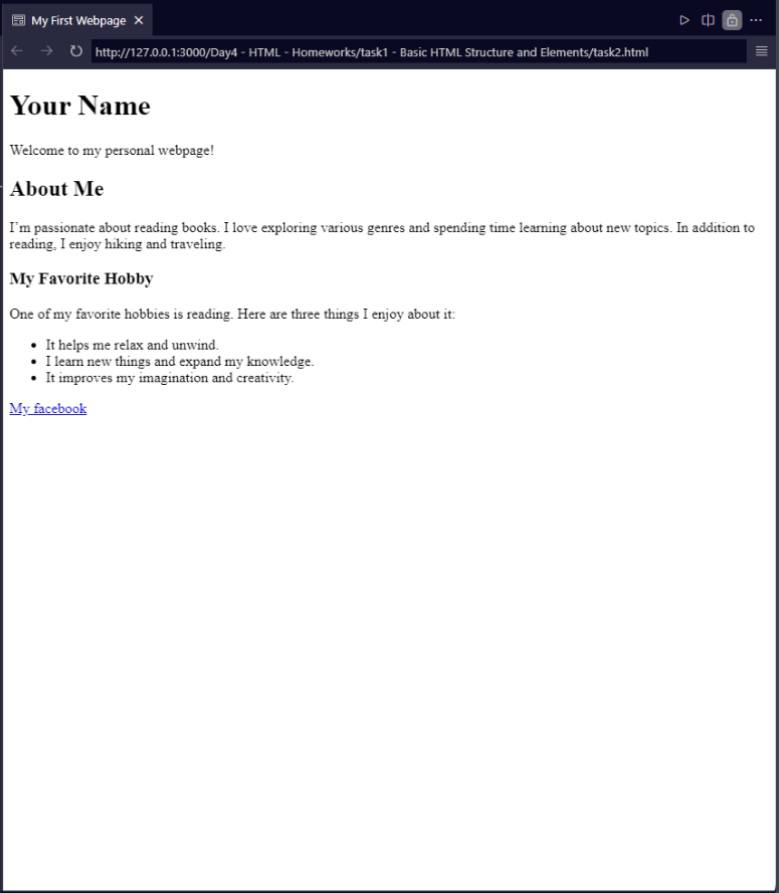 My First Webpage
http://127.0.0.1:3000/Day4 - HTML - Homeworks/task1 - Basic HTML Structure and Elements/task2.html
Your Name
Welcome to my personal webpage!
About Me
I'm passionate about reading books. I love exploring various genres and spending time learning about new topics. In addition to
reading, I enjoy hiking and traveling.
My Favorite Hobby
One of my favorite hobbies is reading. Here are three things I enjoy about it:
• It helps me relax and unwind.
• I learn new things and expand my knowledge.
• It improves my imagination and creativity.
My facebook